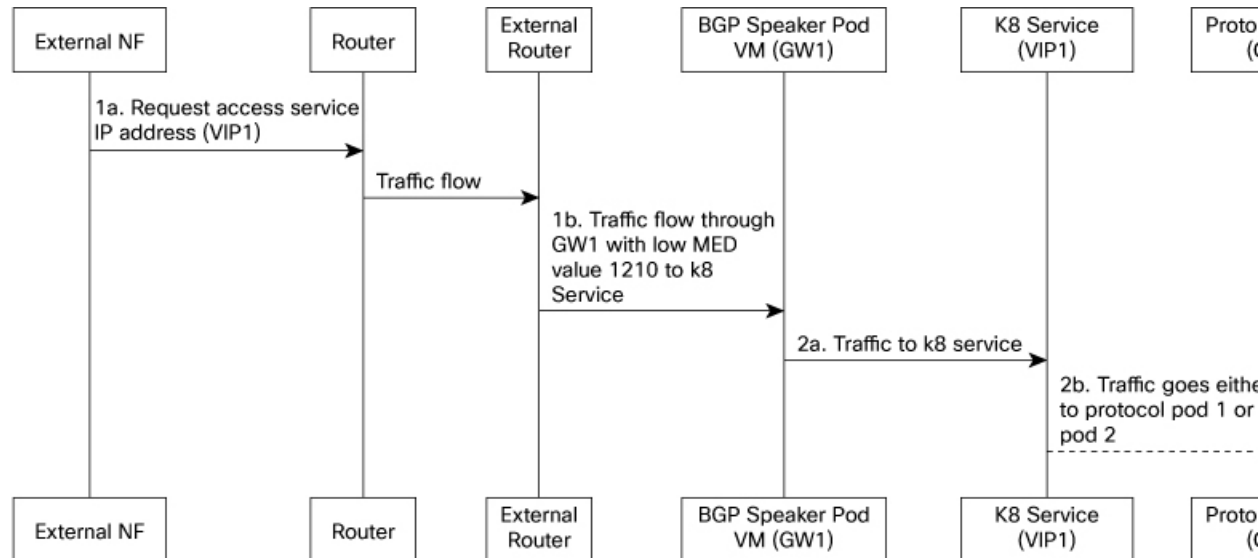 External NF
Router
External
Router
BGP Speaker Pod
VM (GW1)
K8 Service
(VIP1)
1a. Request access service
IP address (VIP1)
Traffic flow
1b. Traffic flow through
GW1 with low MED
value 1210 to k8
Service
2a. Traffic to k8 service
2b. Traffic goes
to protocol pod 1 or
pod 2
External NF
Router
External
Router
BGP Speaker Pod
VM (GW1)
K8 Service
(VIP1)